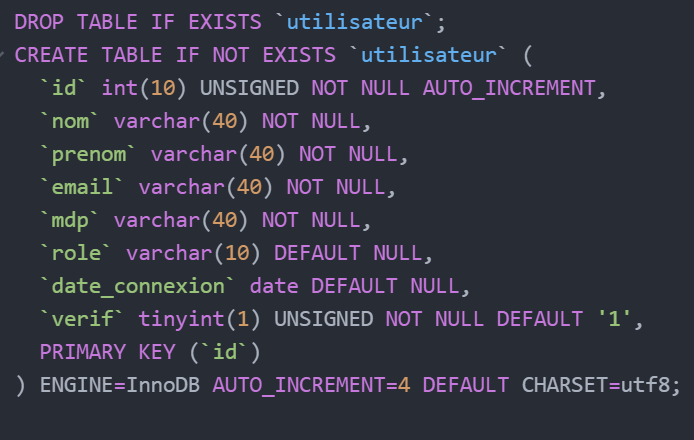 DROP TABLE IF EXISTS `utilisateur`;
CREATE TABLE IF NOT EXISTS `utilisateur` (
  `id` int(10) UNSIGNED NOT NULL AUTO_INCREMENT,
  `nom` varchar(40) NOT NULL,
  `prenom` varchar(40) NOT NULL,
  `email` varchar(40) NOT NULL,
  `mdp` varchar(40) NOT NULL,
  `role` varchar(10) DEFAULT NULL,
  `date_connexion` date DEFAULT NULL,
  `verif` tinyint(1) UNSIGNED NOT NULL DEFAULT '1',
  PRIMARY KEY (`id`)
) ENGINE=InnoDB AUTO_INCREMENT=4 DEFAULT CHARSET=utf8;